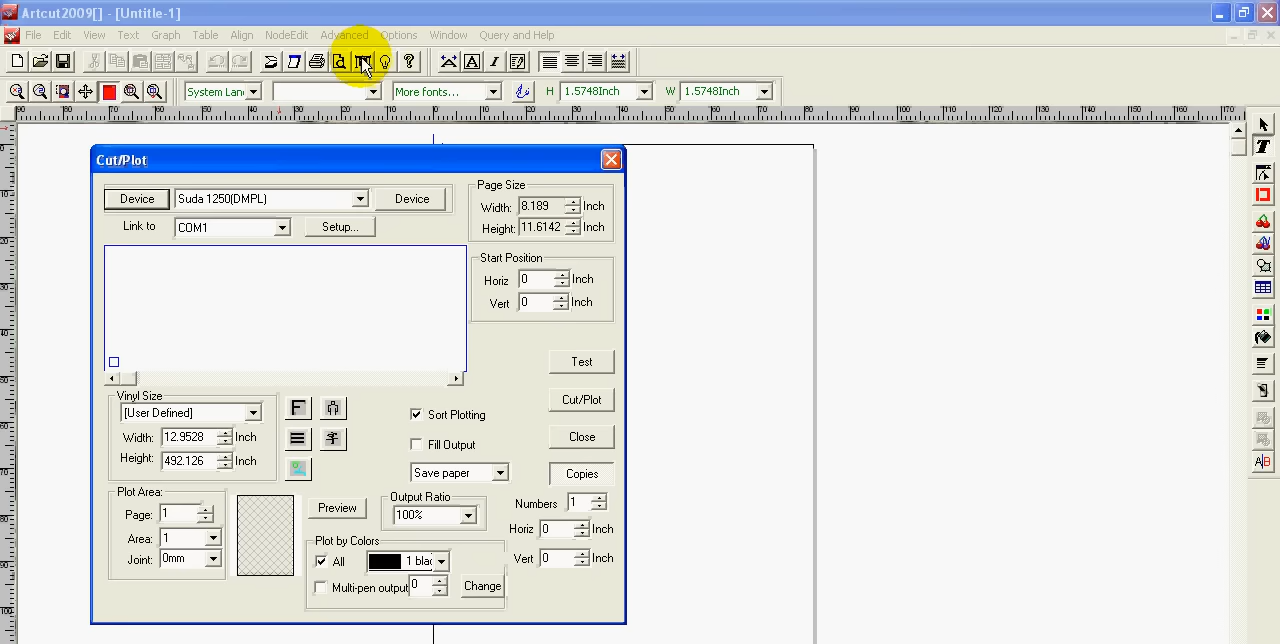 Artcut2009[] - [Untitle-1]
File Edit View Text Graph Table Align NodeEdit Advanced Options Window Query and Help
System Lan More fonts... H 1.5748Inch W 1.5748Inch
Cut/Plot
Device Suda 1250(DMPL) Device
Link to COM1 Setup...
Page Size
Width: 8.189 Inch
Height: 11.6142 Inch
Start Position
Horiz 0 Inch
Vert 0 Inch
Test
Cut/Plot
Close
Copies
Numbers 1
Horiz 0 Inch
Vert 0 Inch
Vinyl Size
[User Defined]
Width: 12.9528 Inch
Height: 492.126 Inch
F
Sort Plotting
Fill Output
Save paper
Plot Area:
Page: 1
Area: 1
Joint: 0mm
Preview
Output Ratio
100%
Plot by Colors
All 1 blac
Multi-pen output 0 Change
A|B